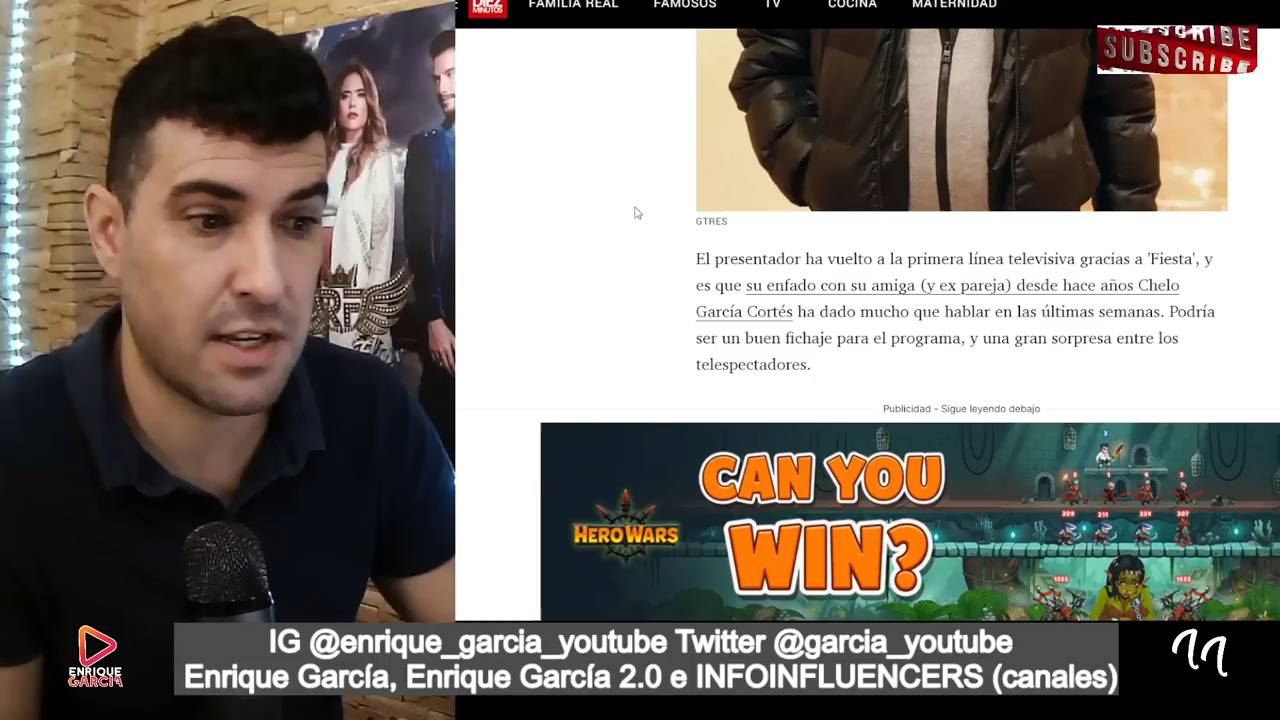 DIEZ
MINUTOS
FAMILIA REAL
FAMOSOS
TV
COCINA
MATERNIDAD
SUBSCRIBE
GTRES
El presentador ha vuelto a la primera línea televisiva gracias a 'Fiesta', y
es que su enfado con su amiga (y ex pareja) desde hace años Chelo
García Cortés ha dado mucho que hablar en las últimas semanas. Podría
ser un buen fichaje para el programa, y una gran sorpresa entre los
telespectadores.
Publicidad - Sigue leyendo debajo
CAN YOU
WIN?
HERO WARS
ENRIQUE
GARCÍA
IG @enrique_garcia_youtube Twitter @garcia_youtube
Enrique García, Enrique García 2.0 e INFOINFLUENCERS (canales)